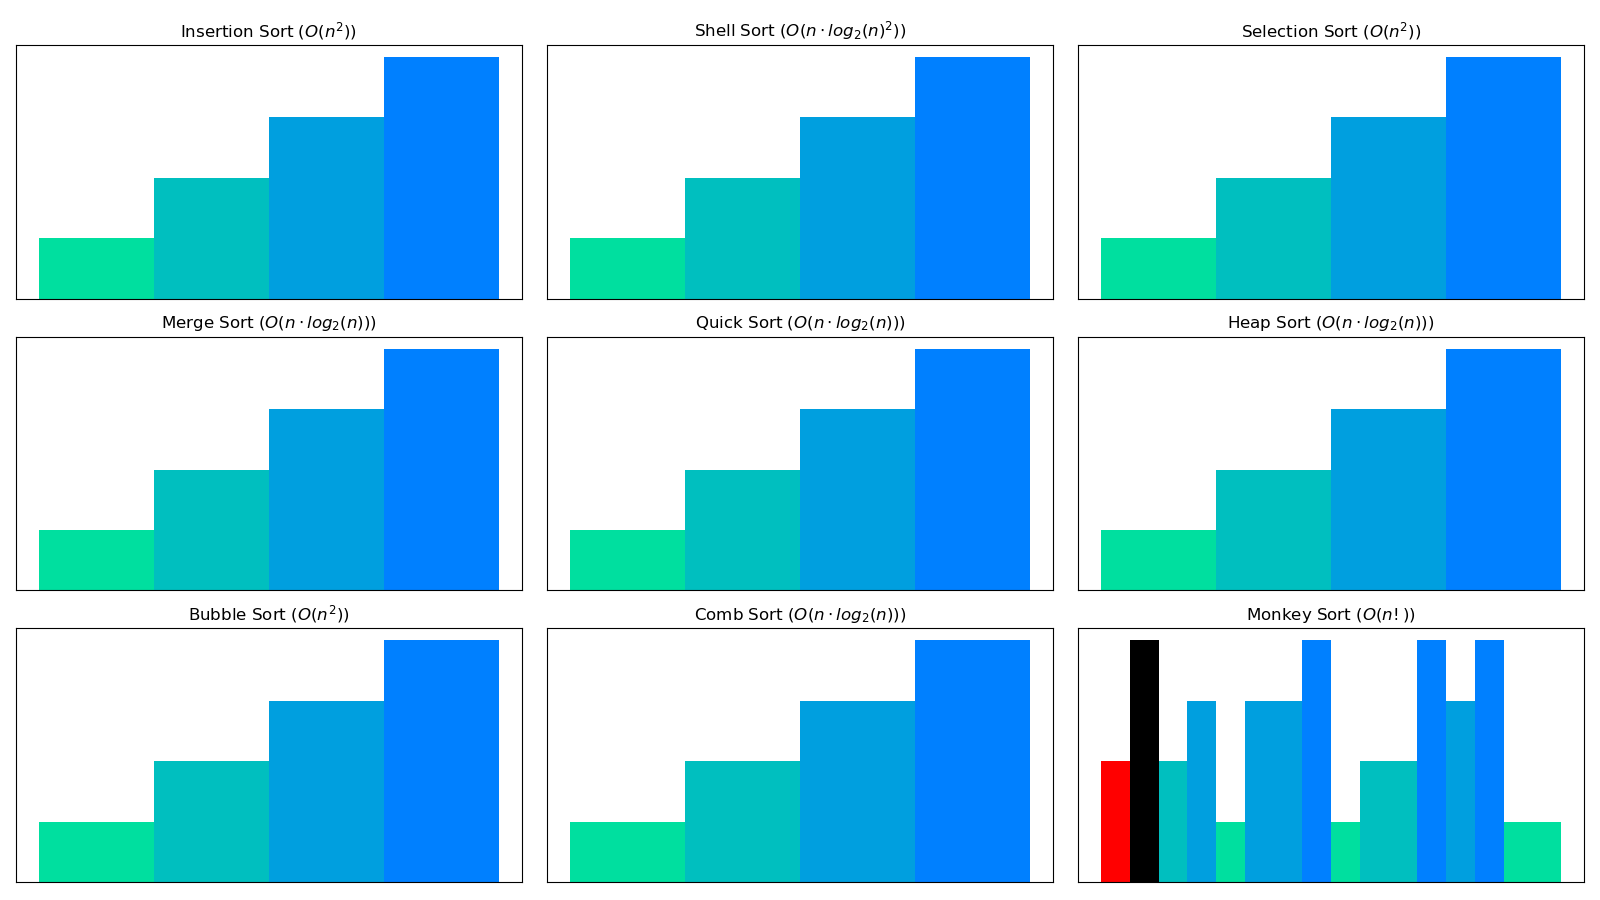 Insertion Sort (O(n²))
Shell Sort (O(n · log₂(n)²))
Selection Sort (O(n²))
Merge Sort (O(n · log₂(n)))
Quick Sort (O(n · log₂(n)))
Heap Sort (O(n · log₂(n)))
Bubble Sort (O(n²))
Comb Sort (O(n · log₂(n)))
Monkey Sort (O(n!))